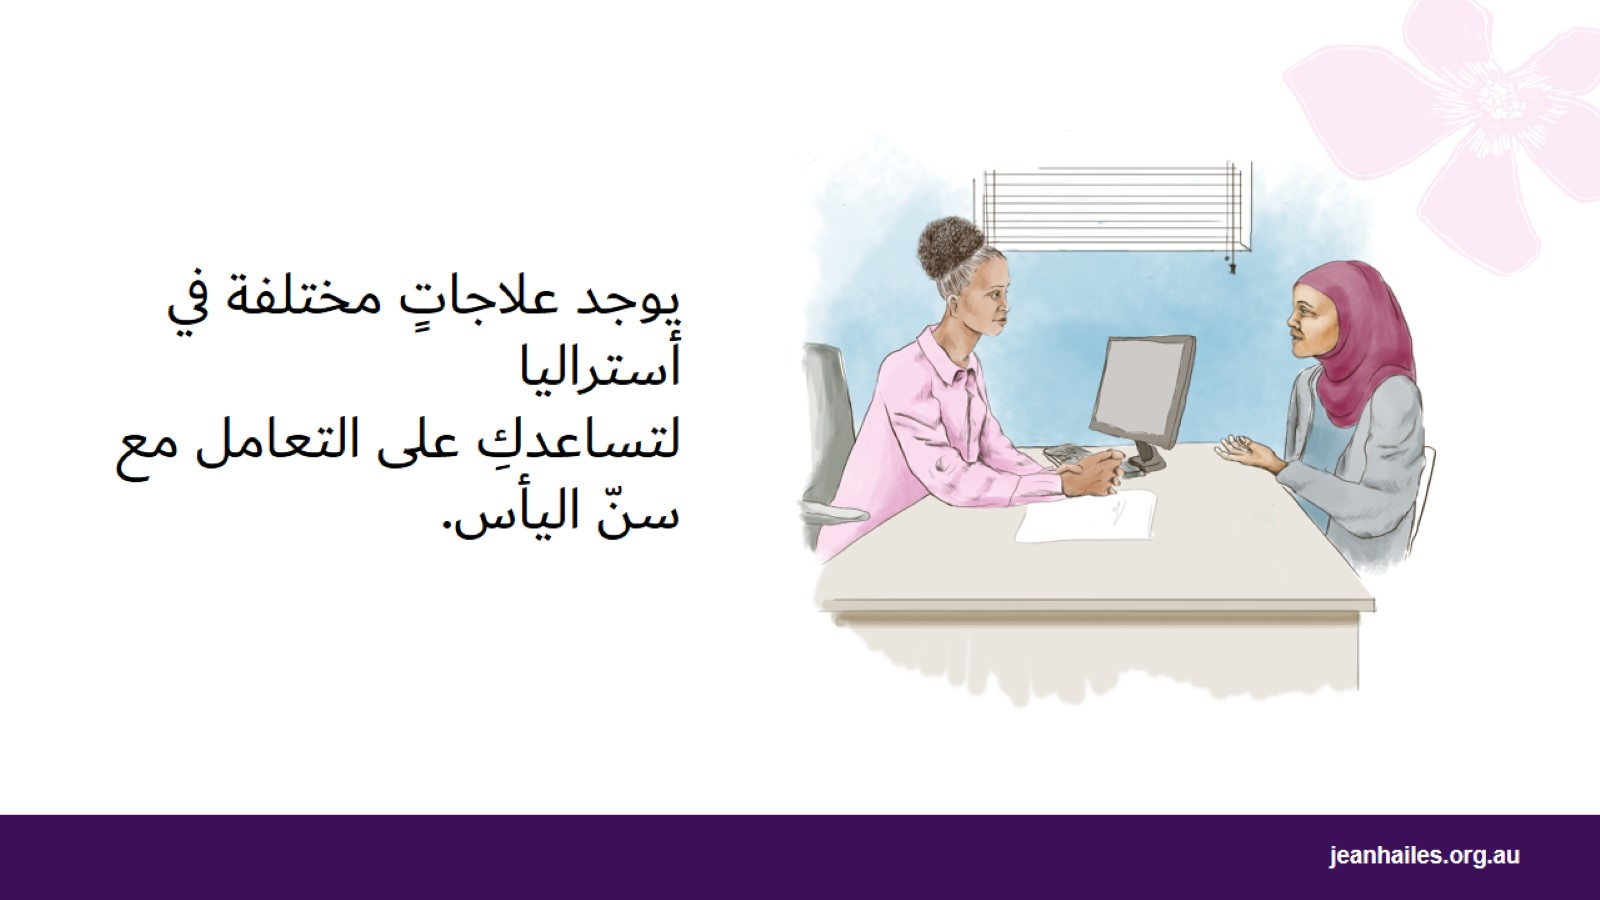 يوجد علاجاتٍ مختلفة في
أستراليا
لتساعدكِ على التعامل مع
سنّ اليأس.
jeanhailes.org.au